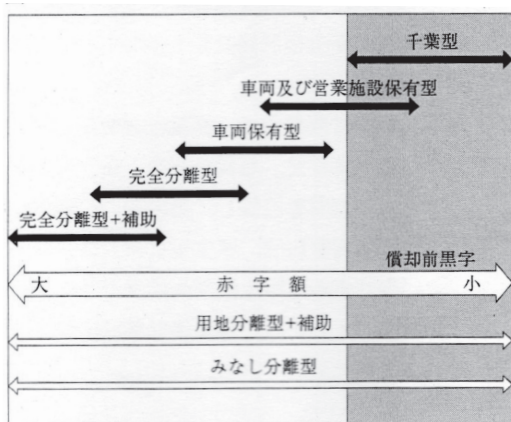 千葉型
車両及び営業施設保有型
車両保有型
完全分離型
完全分離型+補助
償却前黒字
大 赤字額 小
用地分離型+補助
みなし分離型